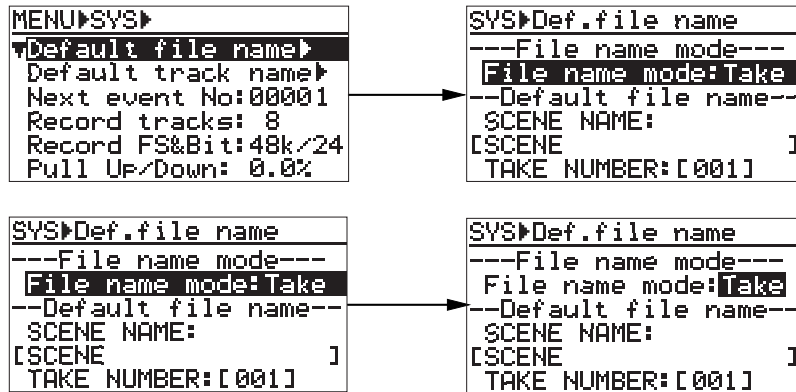 MENU▶SYS▶
▼Default file name▶
Default track name▶
Next event No:00001
Record tracks: 8
Record FS&Bit:48k/24
Pull Up/Down: 0.0%
SYS▶Def.file name
---File name mode---
File name mode:Take
--Default file name--
SCENE NAME:
[SCENE ]
TAKE NUMBER:[001]
SYS▶Def.file name
---File name mode---
File name mode:Take
--Default file name--
SCENE NAME:
[SCENE ]
TAKE NUMBER:[001]
SYS▶Def.file name
---File name mode---
File name mode:Take
--Default file name--
SCENE NAME:
[SCENE ]
TAKE NUMBER:[001]